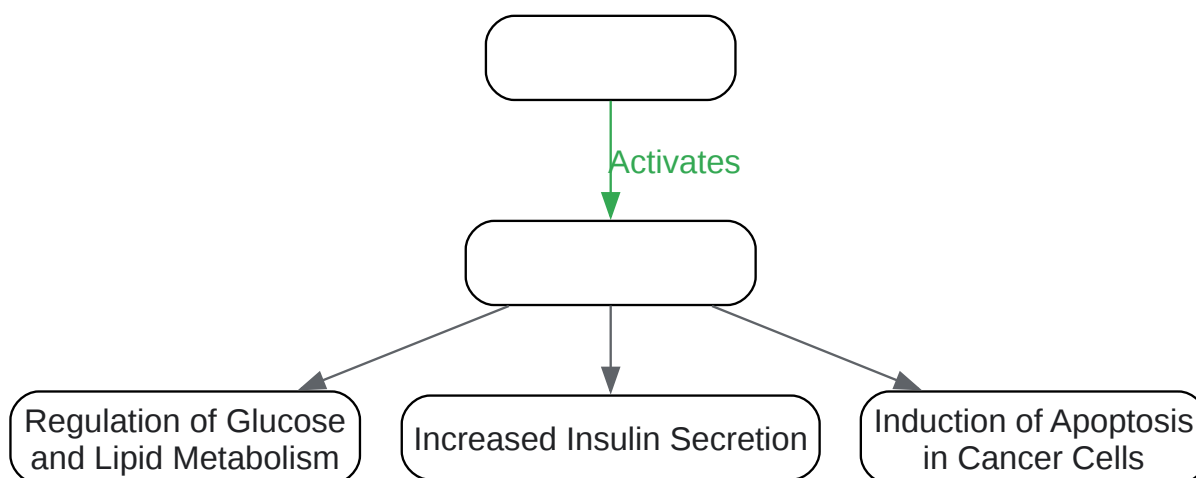 Activates
Regulation of Glucose
and Lipid Metabolism
Increased Insulin Secretion
Induction of Apoptosis
in Cancer Cells